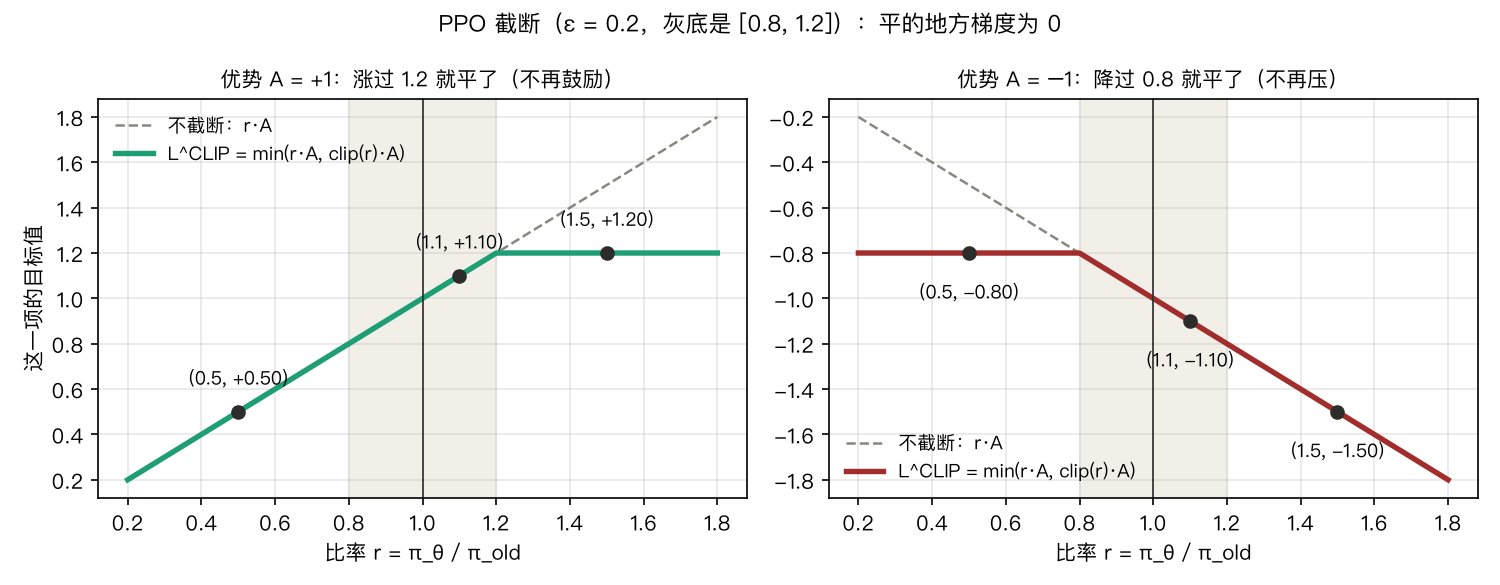 PPO 截断（ε = 0.2，灰底是 [0.8, 1.2]）：平的地方梯度为 0
优势 A = +1：涨过 1.2 就平了（不再鼓励）
不截断：r·A
L^CLIP = min(r·A, clip(r)·A)
(0.5, +0.50)
(1.1, +1.10)
(1.5, +1.20)
1.8
1.6
1.4
1.2
1.0
0.8
0.6
0.4
0.2
这一项的目标值
0.2 0.4 0.6 0.8 1.0 1.2 1.4 1.6 1.8
比率 r = π_θ / π_old
优势 A = −1：降过 0.8 就平了（不再压）
−0.2
−0.4
−0.6
−0.8
−1.0
−1.2
−1.4
−1.6
−1.8
(0.5, −0.80)
(1.1, −1.10)
(1.5, −1.50)
不截断：r·A
L^CLIP = min(r·A, clip(r)·A)
0.2 0.4 0.6 0.8 1.0 1.2 1.4 1.6 1.8
比率 r = π_θ / π_old